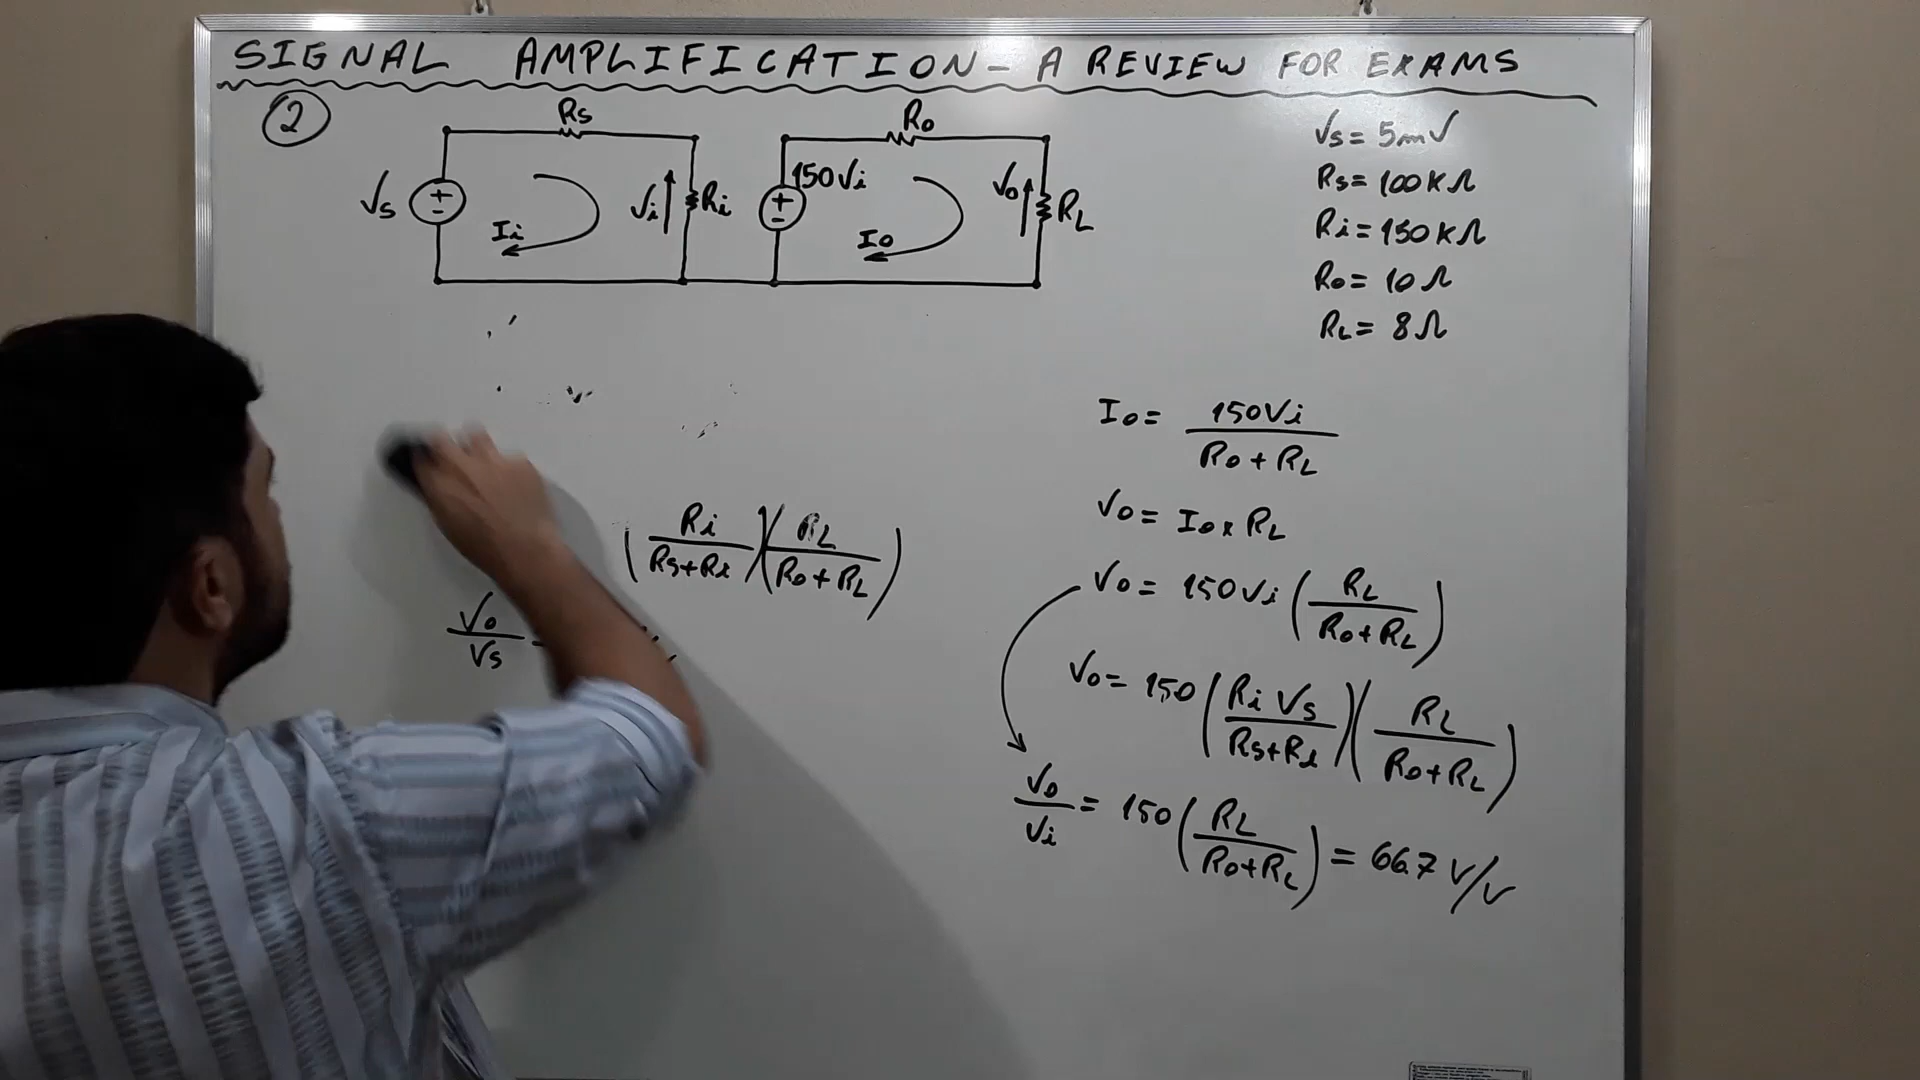 SIGNAL AMPLIFICATION – A REVIEW FOR EXAMS
2
Rs
Ro
Vs
+
-
Ii
Vi
Ri
150Vi
+
-
Io
Vo
RL
Vs = 5mV
Rs = 100KΩ
Ri = 150KΩ
Ro = 10Ω
RL = 8Ω
Io = 150Vi / Ro + RL
Vo = Io x RL
Vo = 150Vi (RL / Ro + RL)
Vo = 150 (Ri Vs / Rs+Ri)(RL / Ro+RL)
Vo / Vi = 150 (RL / Ro+RL) = 66.7 V/V
(Ri / Rs+Ri)(RL / Ro+RL)
Vo / Vs =